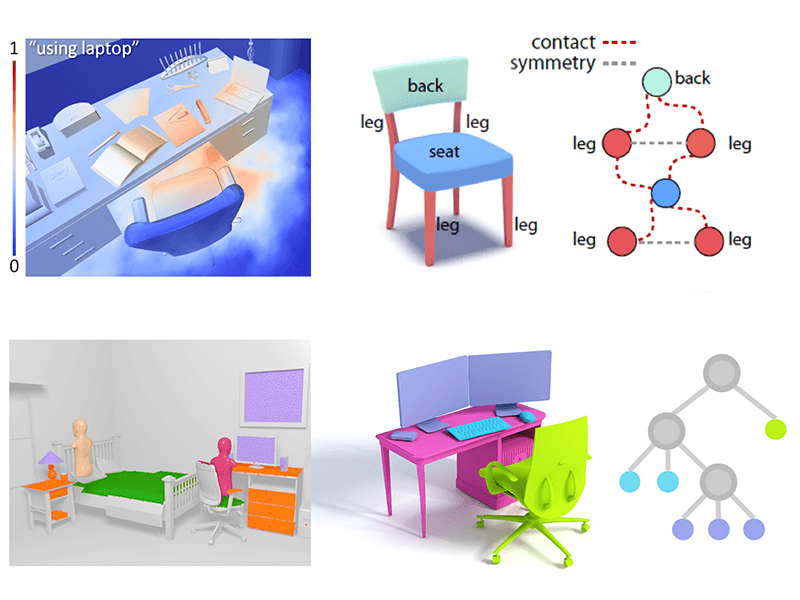 1
"using laptop"
0
contact
symmetry
back
back
leg
leg
seat
leg
leg
leg
leg
leg
leg